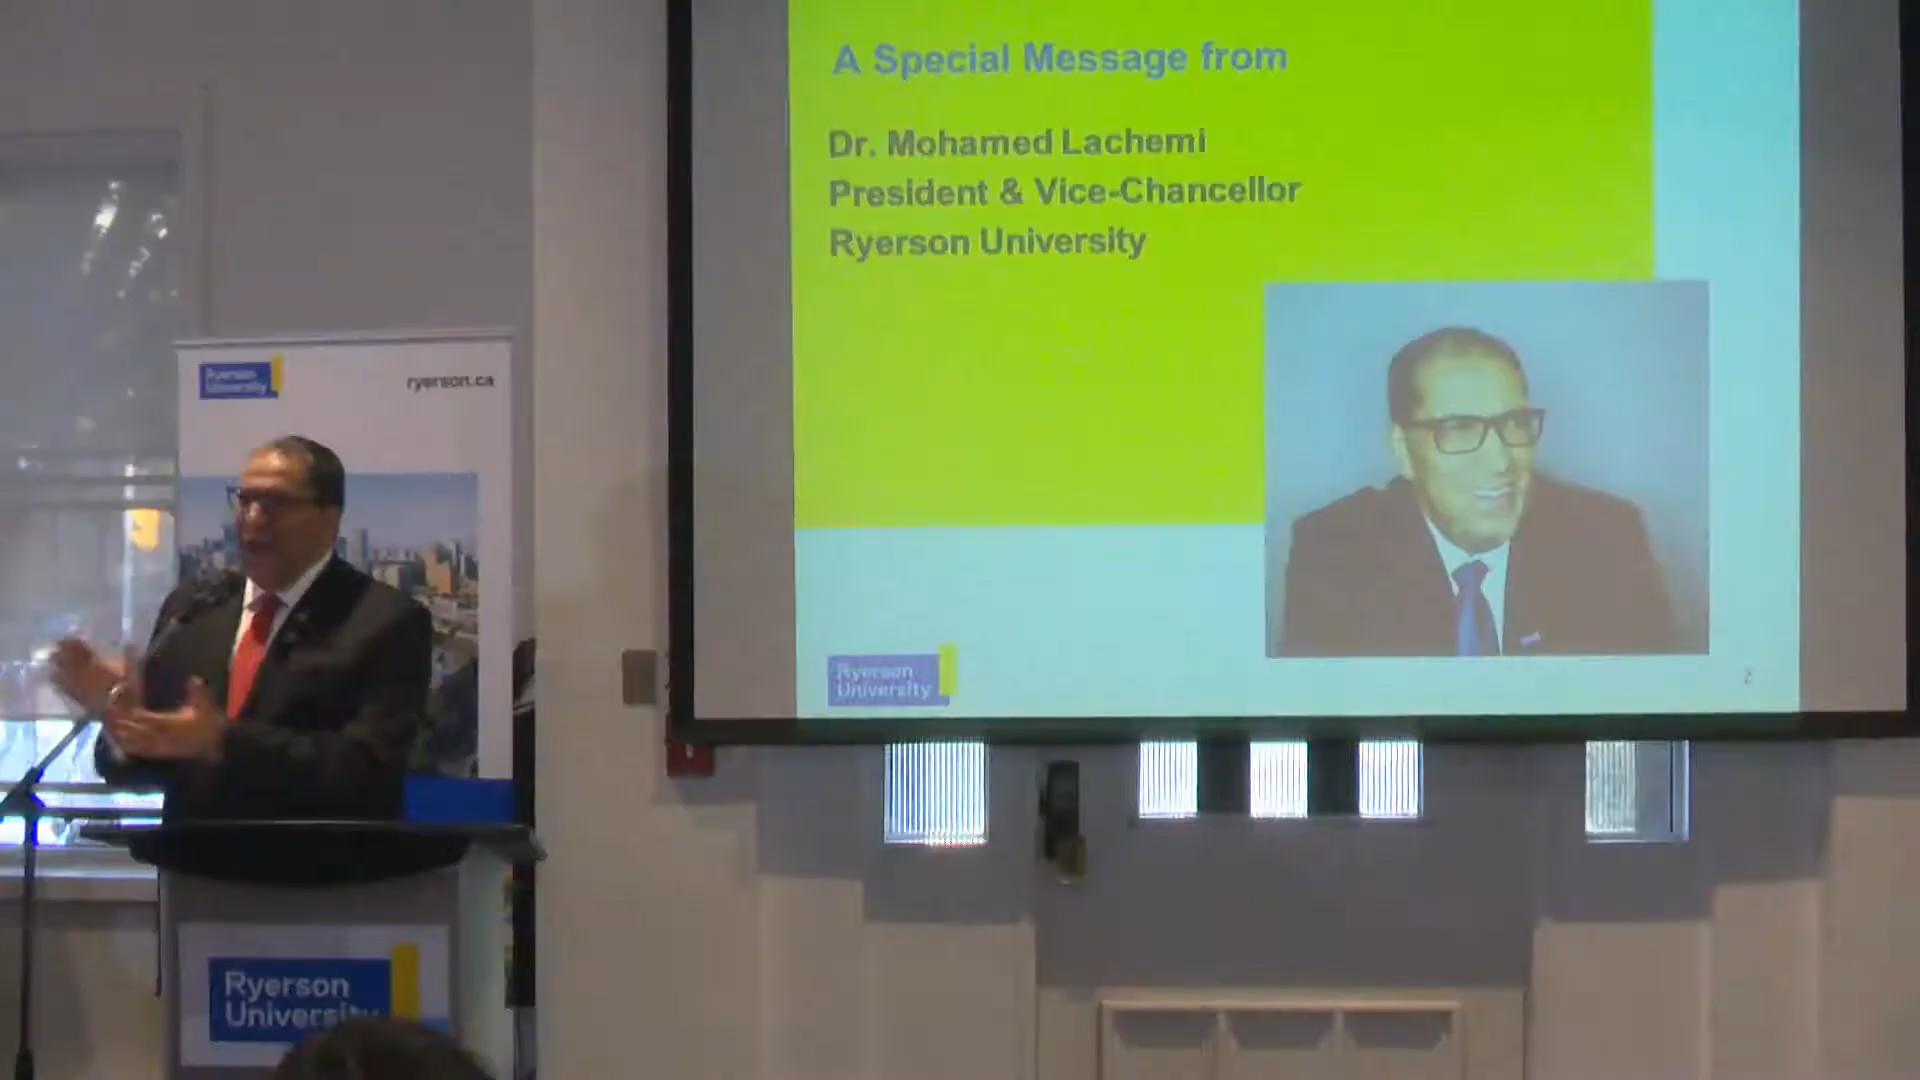 A Special Message from
Dr. Mohamed Lachemi
President & Vice-Chancellor
Ryerson University
Ryerson
University
ryerson.ca
Ryerson
University
2
Ryerson
University